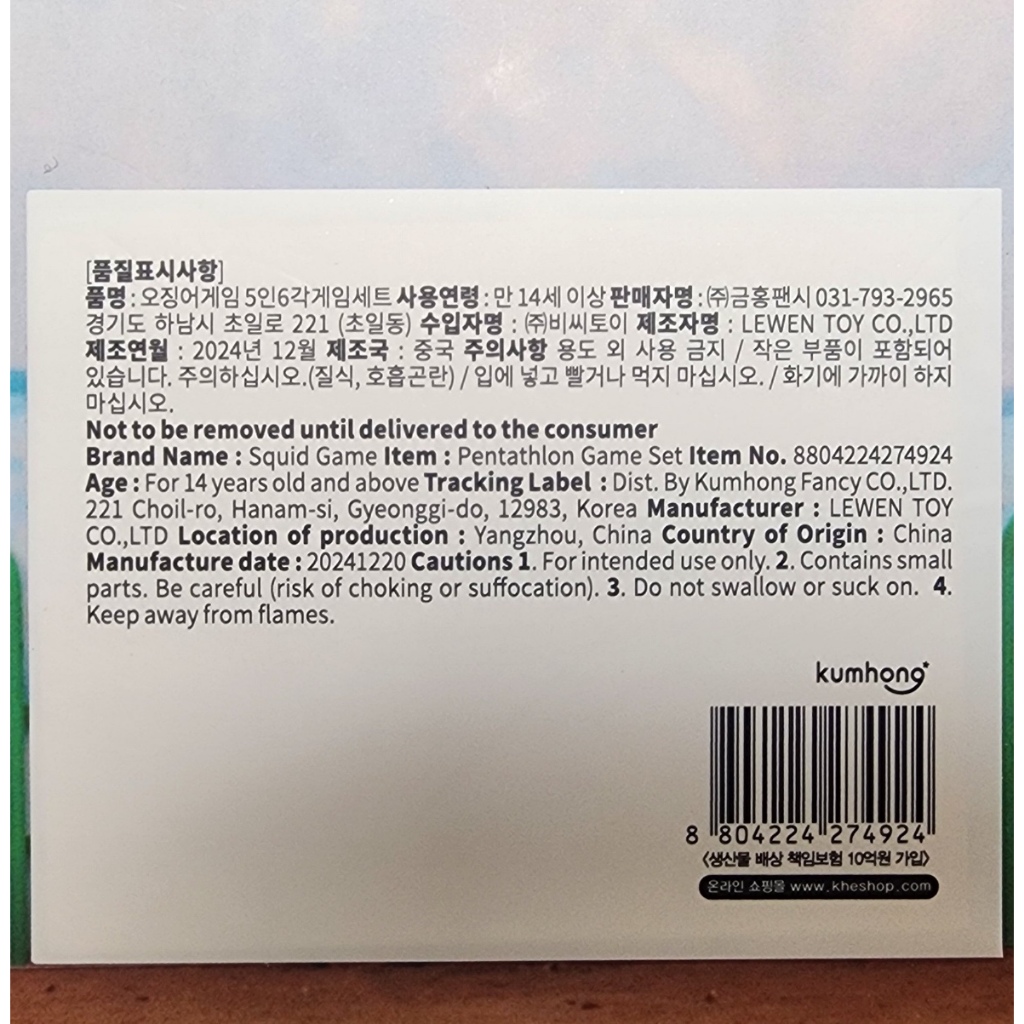 [품질표시사항]
품명 : 오징어게임 5인6각게임세트 사용연령 : 만 14세 이상 판매자명 : ㈜금홍팬시 031-793-2965
경기도 하남시 초일로 221 (초일동) 수입자명 : ㈜비씨토이 제조자명 : LEWEN TOY CO.,LTD
제조연월 : 2024년 12월 제조국 : 중국 주의사항 용도 외 사용 금지 / 작은 부품이 포함되어
있습니다. 주의하십시오.(질식, 호흡곤란) / 입에 넣고 빨거나 먹지 마십시오. / 화기에 가까이 하지
마십시오.
Not to be removed until delivered to the consumer
Brand Name : Squid Game Item : Pentathlon Game Set Item No. 8804224274924
Age : For 14 years old and above Tracking Label : Dist. By Kumhong Fancy CO.,LTD.
221 Choil-ro, Hanam-si, Gyeonggi-do, 12983, Korea Manufacturer : LEWEN TOY
CO.,LTD Location of production : Yangzhou, China Country of Origin : China
Manufacture date : 20241220 Cautions 1. For intended use only. 2. Contains small
parts. Be careful (risk of choking or suffocation). 3. Do not swallow or suck on. 4.
Keep away from flames.
kumhong
8 804224 274924
〈생산물 배상 책임보험 10억원 가입〉
온라인 쇼핑몰 www.kheshop.com